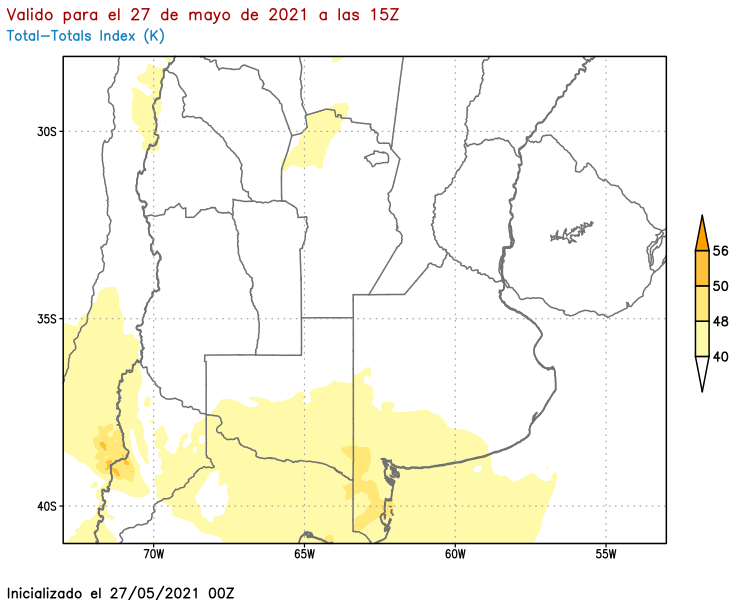 Valido para el 27 de mayo de 2021 a las 15Z
Total-Totals Index (K)
30S
35S
40S
70W
65W
60W
55W
56
50
48
40
Inicializado el 27/05/2021 00Z